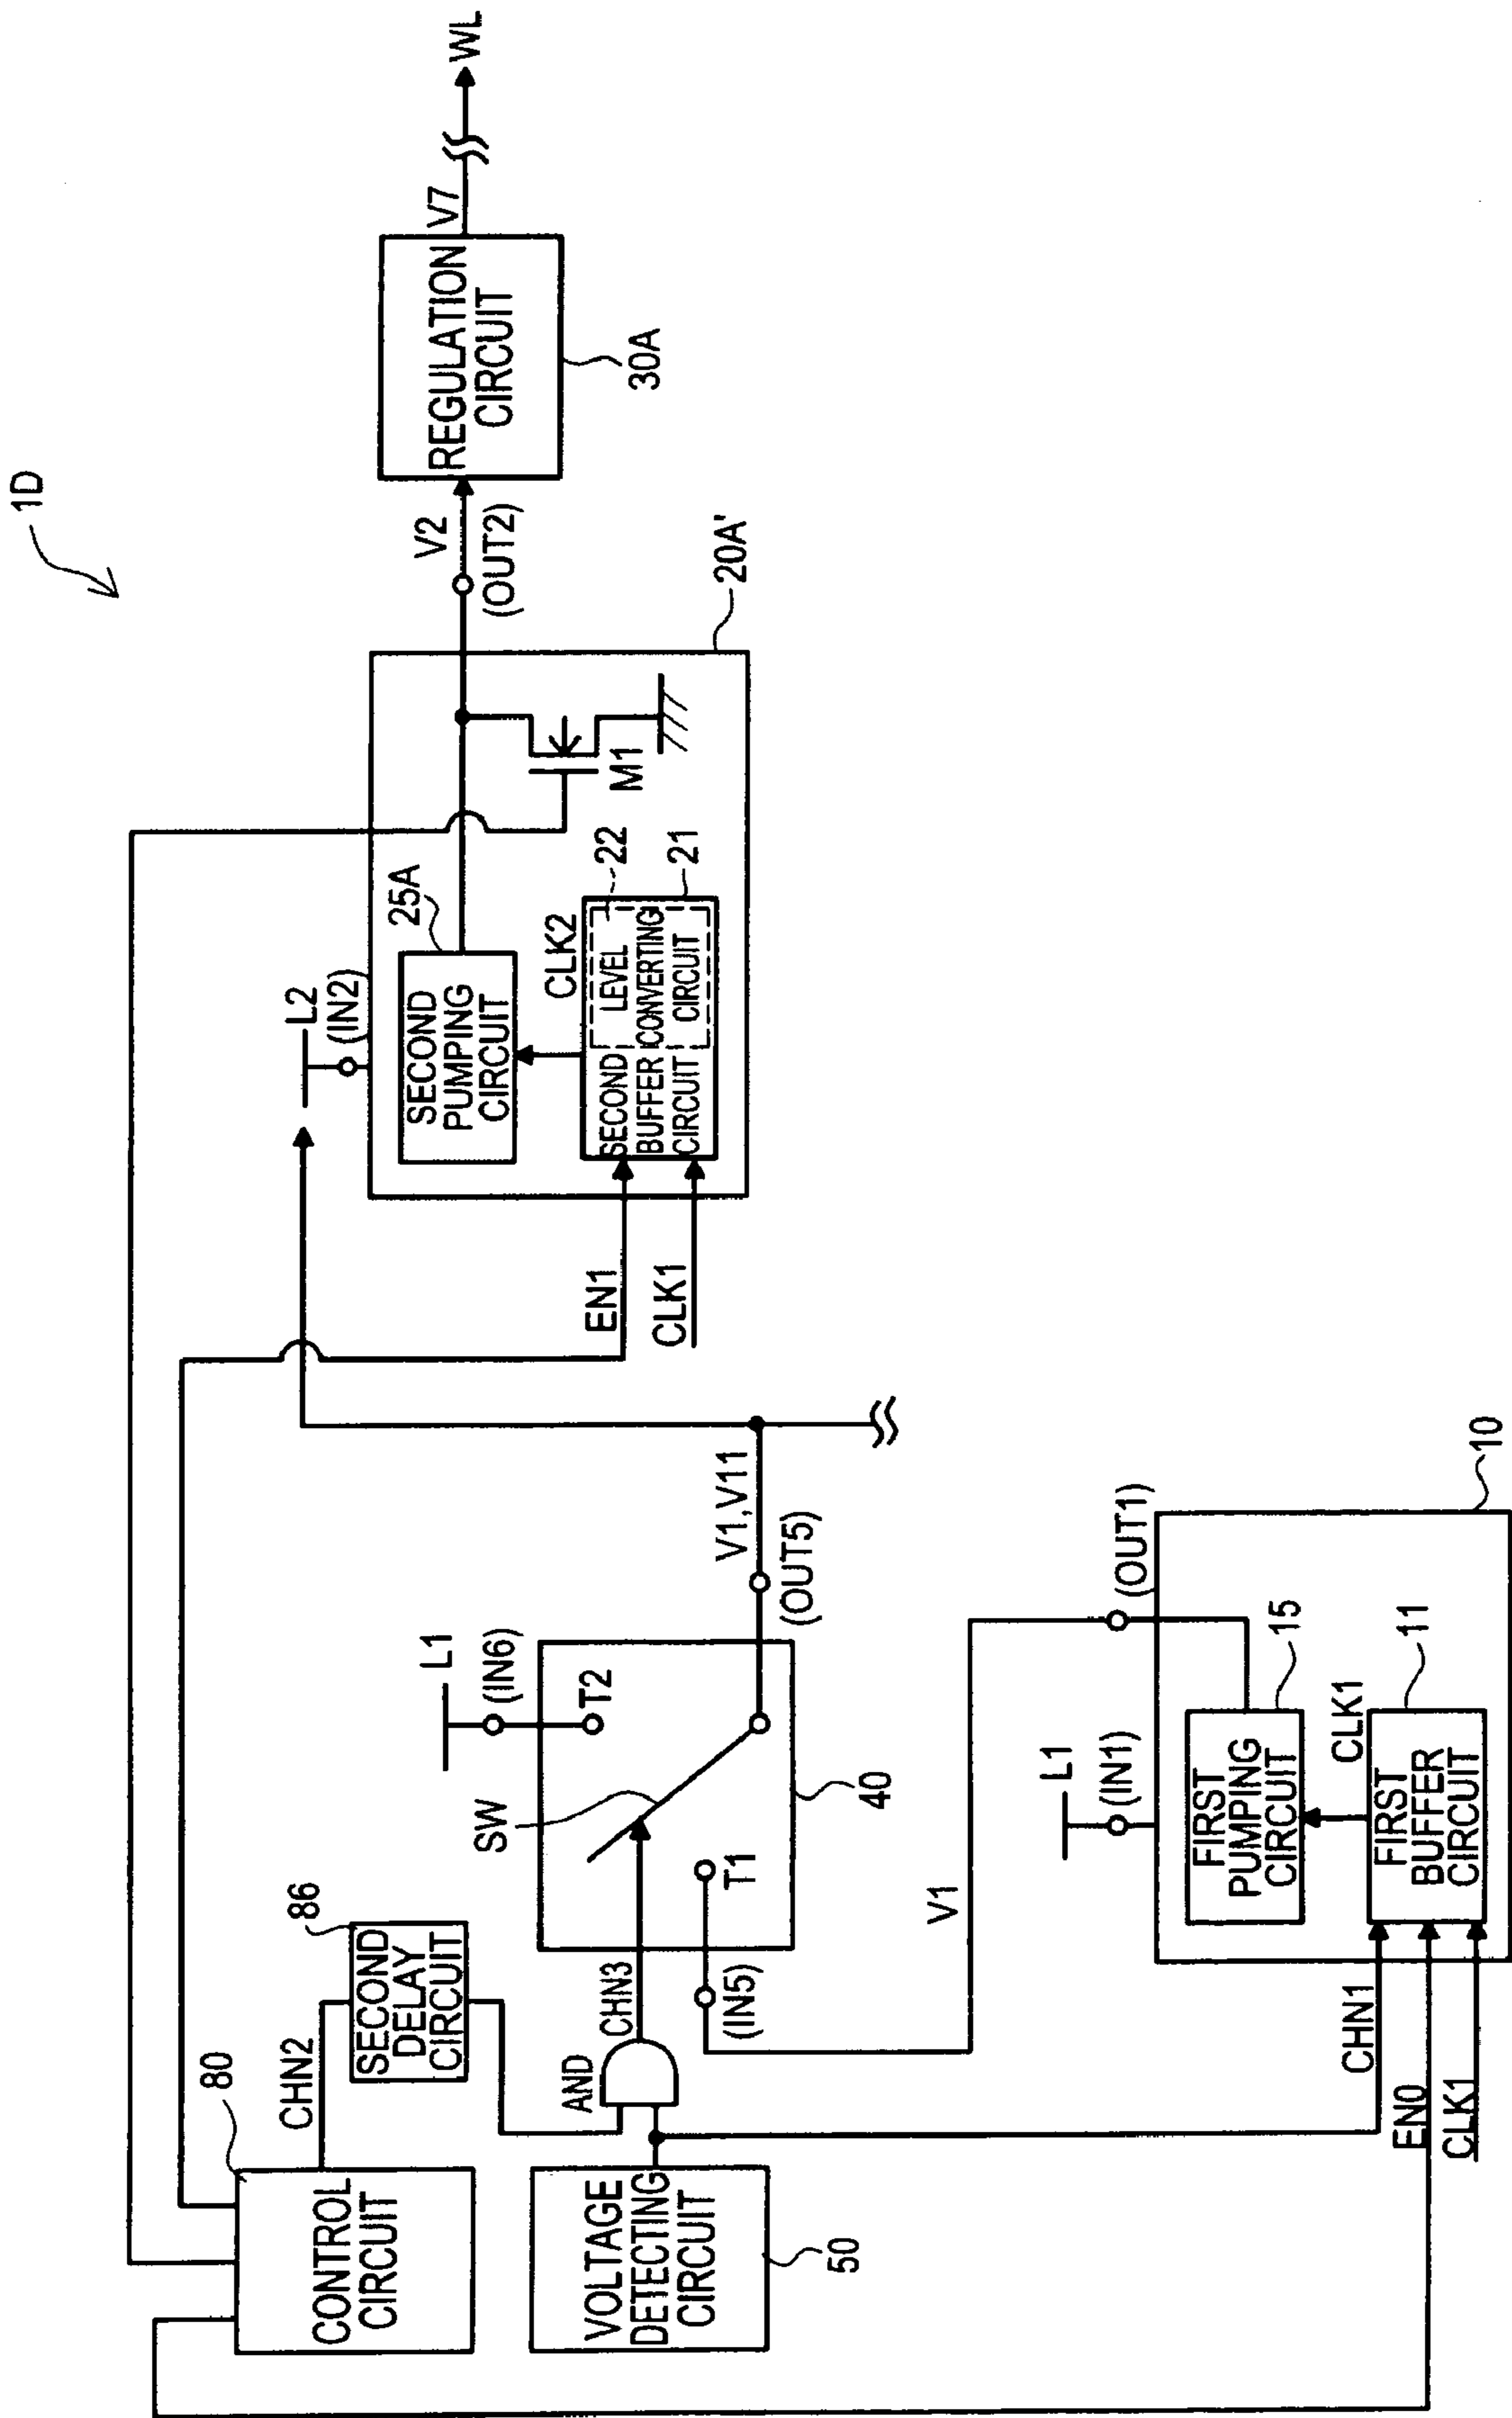 1D
80
CONTROL
CIRCUIT
CHN2
86
SECOND
DELAY
CIRCUIT
VOLTAGE
DETECTING
CIRCUIT
50
AND
CHN3
(IN5)
SW
T1
T2
(IN6)
L1
40
(OUT5)
V1,V11
EN1
CLK1
L2
(IN2)
25A
SECOND
PUMPING
CIRCUIT
CLK2
22
21
SECOND
BUFFER
CIRCUIT
LEVEL
CONVERTING
CIRCUIT
M1
20A'
V2
(OUT2)
REGULATION
CIRCUIT
30A
V7
WL
V1
CHN1
EN0
CLK1
L1
(IN1)
(OUT1)
FIRST
PUMPING
CIRCUIT
15
CLK1
FIRST
BUFFER
CIRCUIT
11
10